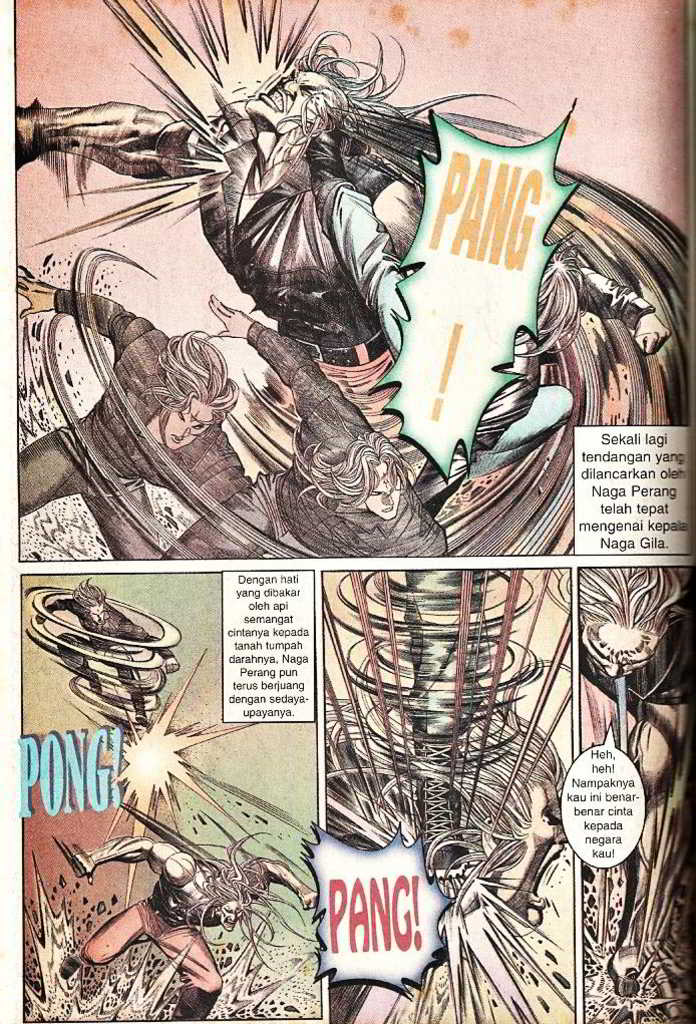 PANG
!
Sekali lagi
tendangan yang
dilancarkan oleh
Naga Perang
telah tepat
mengenai kepala
Naga Gila.
Dengan hati
yang dibakar
oleh api
semangat
cintanya kepada
tanah tumpah
darahnya, Naga
Perang pun
terus berjuang
dengan sedaya-
upayanya.
PONG!
PANG!
Heh,
heh!
Nampaknya
kau ini benar-
benar cinta
kepada
negara
kau!